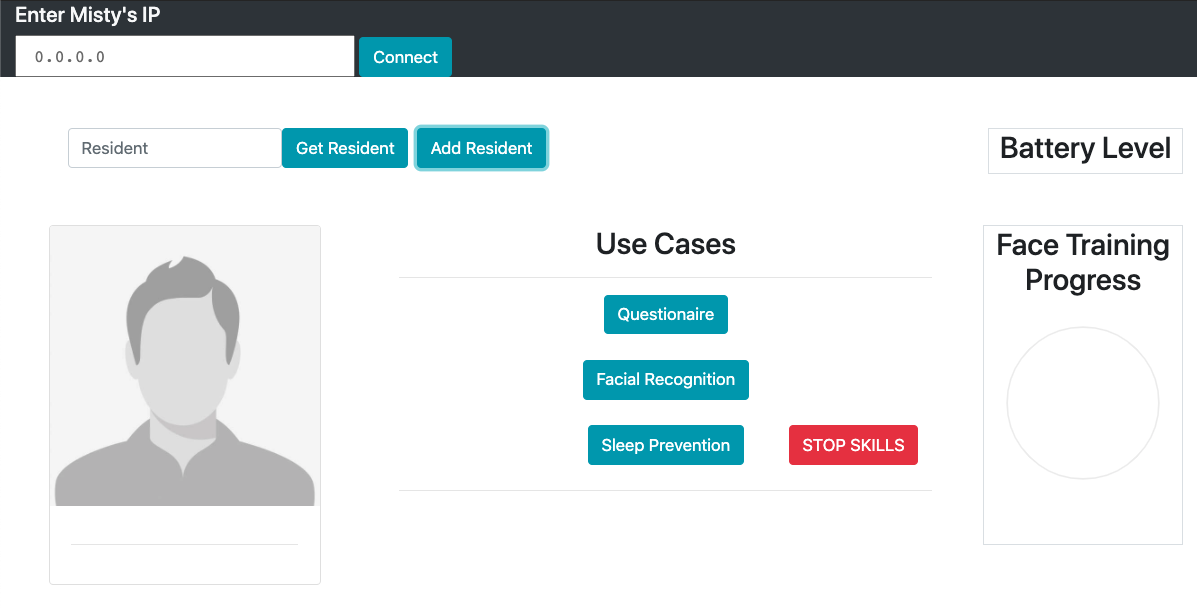 Enter Misty's IP
0.0.0.0 Connect
Resident Get Resident Add Resident
Battery Level
Use Cases
Questionaire
Facial Recognition
Sleep Prevention STOP SKILLS
Face Training
Progress